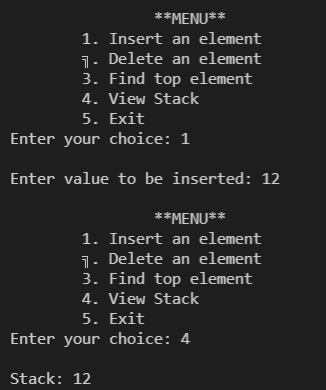 **MENU**
1. Insert an element
╗. Delete an element
3. Find top element
4. View Stack
5. Exit
Enter your choice: 1
Enter value to be inserted: 12
**MENU**
1. Insert an element
╗. Delete an element
3. Find top element
4. View Stack
5. Exit
Enter your choice: 4
Stack: 12